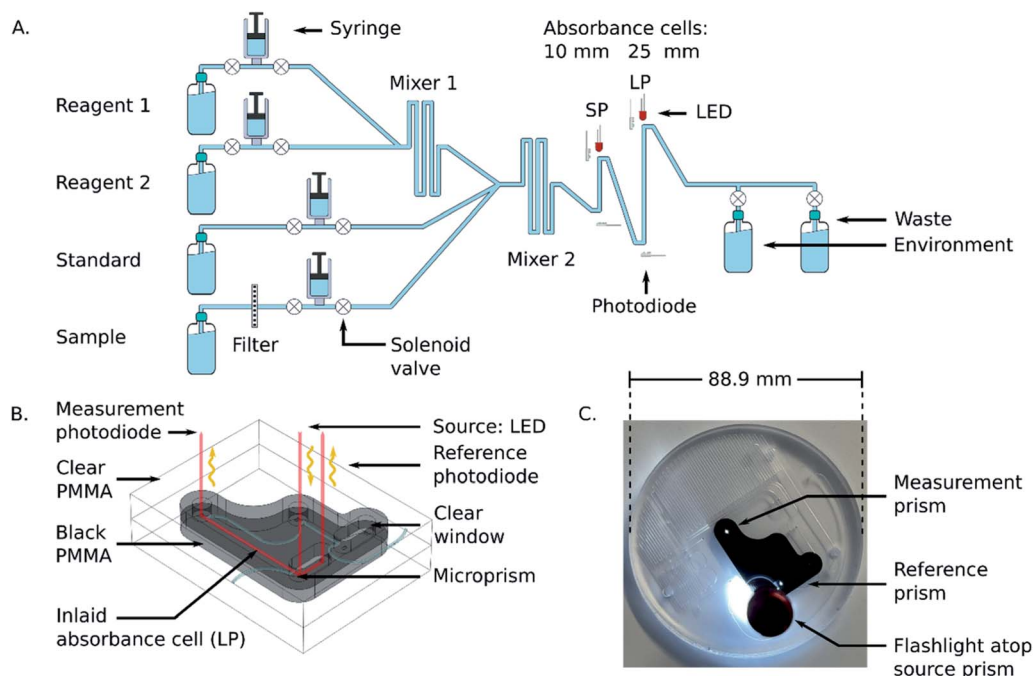 A.
Syringe
Absorbance cells:
10 mm 25 mm
Reagent 1
Mixer 1
SP
LP
LED
Reagent 2
Standard
Mixer 2
Waste
Environment
Photodiode
Sample
Filter
Solenoid
valve
B.
Measurement
photodiode
Source: LED
Reference
photodiode
Clear
PMMA
Clear
window
Black
PMMA
Microprism
Inlaid
absorbance cell (LP)
C.
88.9 mm
Measurement
prism
Reference
prism
Flashlight atop
source prism